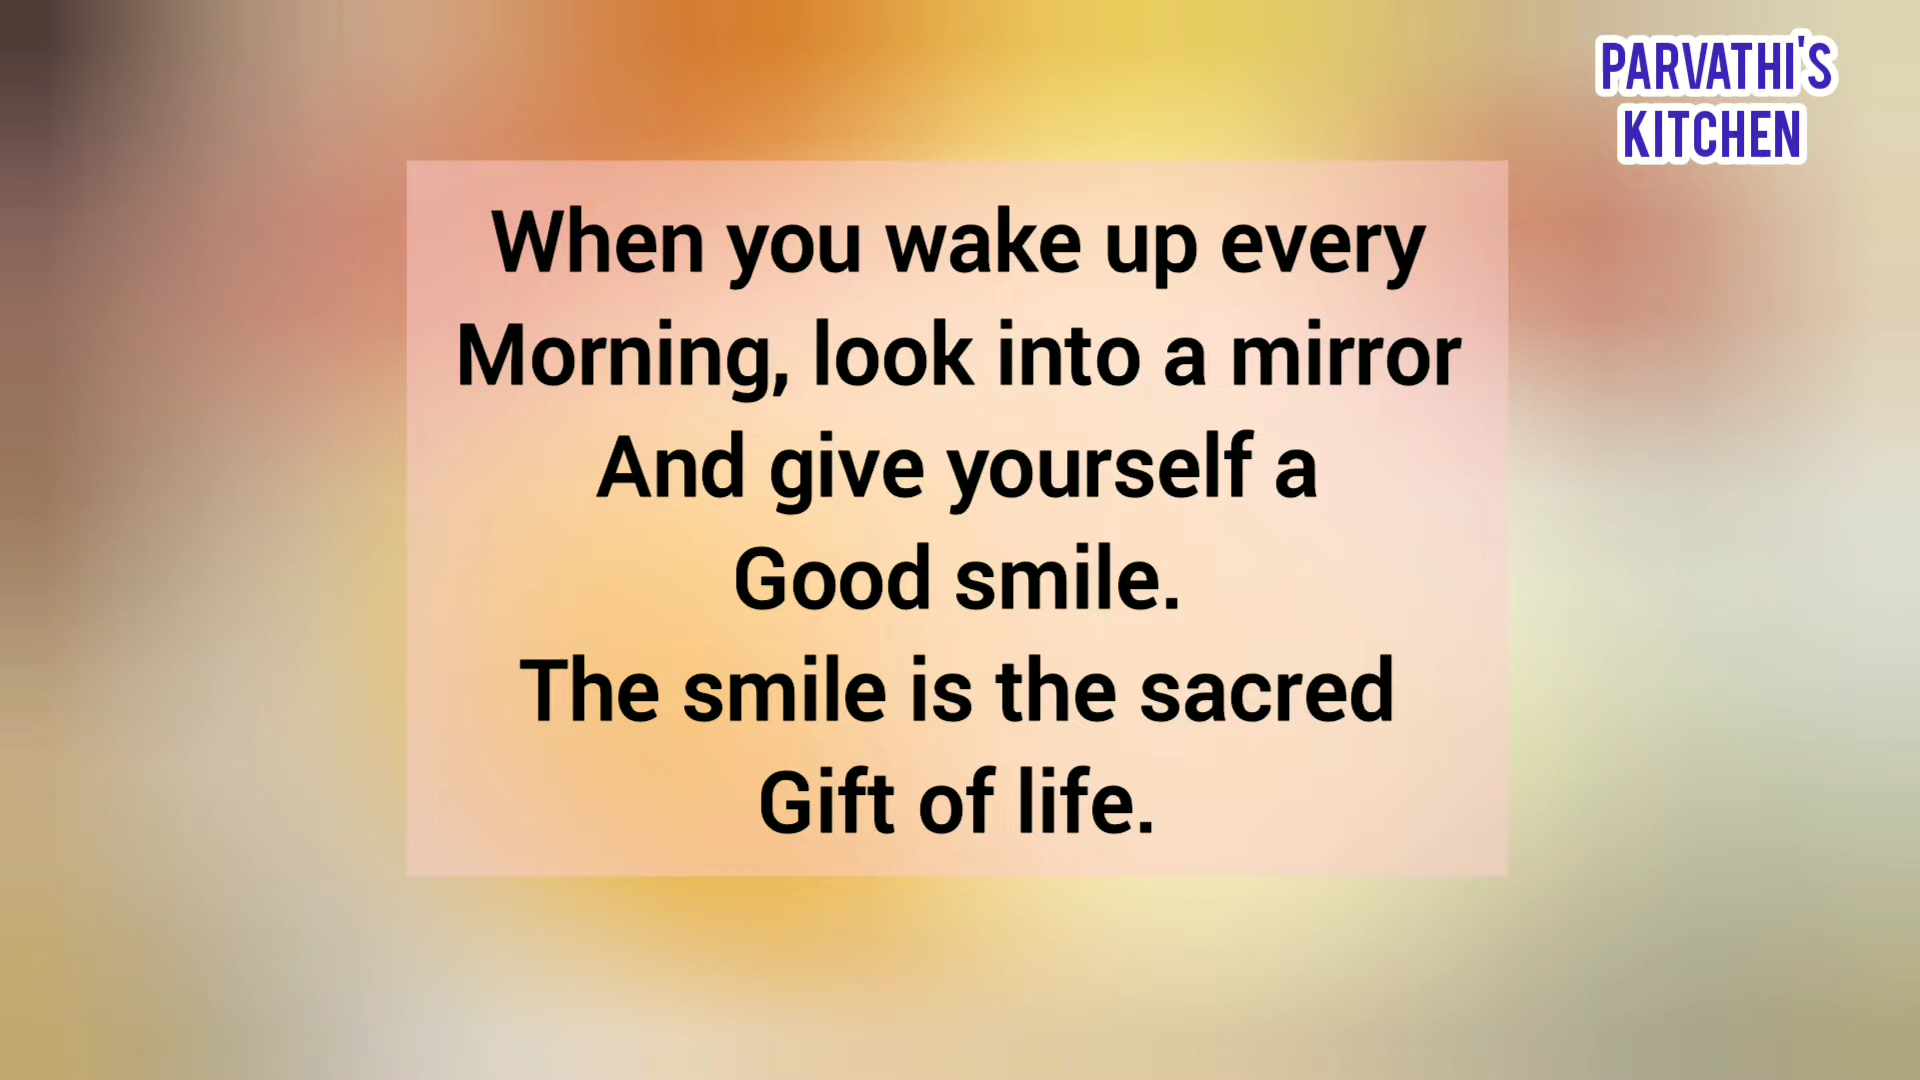 PARVATHI'S
KITCHEN
When you wake up every
Morning, look into a mirror
And give yourself a
Good smile.
The smile is the sacred
Gift of life.